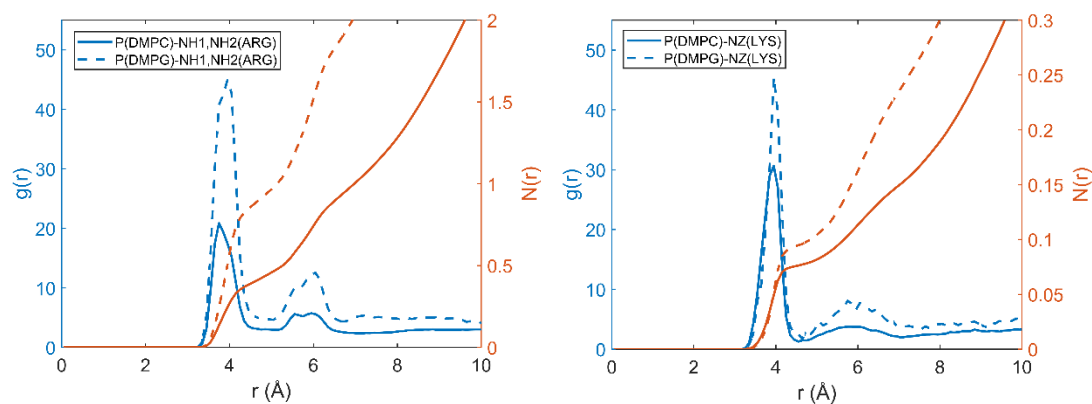 P(DMPC)-NH1,NH2(ARG)
P(DMPG)-NH1,NH2(ARG)
g(r)
50
40
30
20
10
0
N(r)
2
1.5
1
0.5
0
0 2 4 6 8 10
r (Å)
P(DMPC)-NZ(LYS)
P(DMPG)-NZ(LYS)
g(r)
50
40
30
20
10
0
N(r)
0.3
0.25
0.2
0.15
0.1
0.05
0
0 2 4 6 8 10
r (Å)